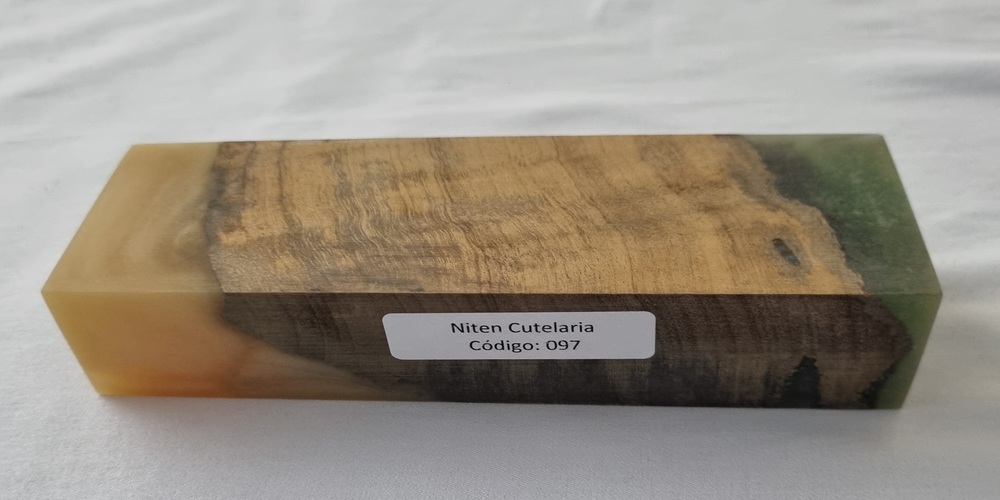 Niten Cutelaria
Código: 097